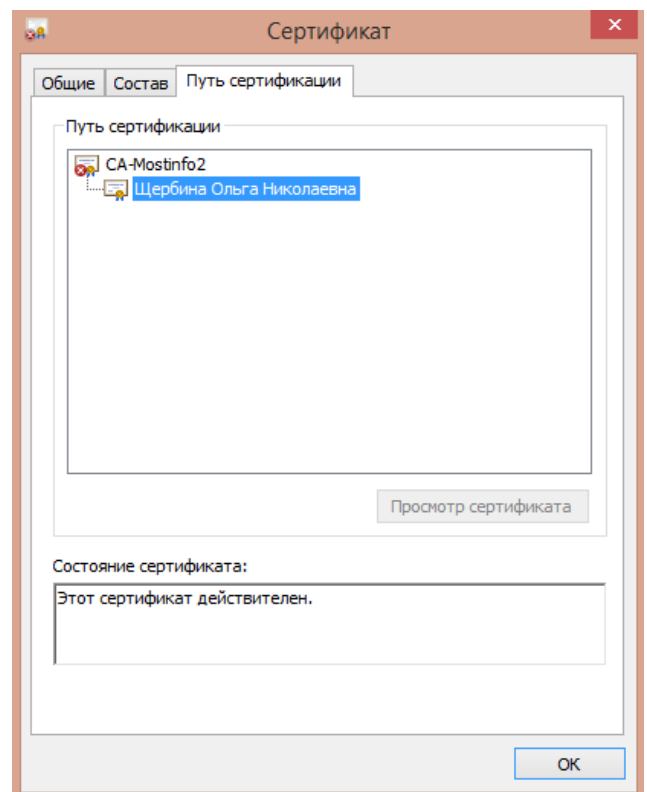 Сертификат
Общие Состав Путь сертификации
Путь сертификации
CA-Mostinfo2
Щербина Ольга Николаевна
Просмотр сертификата
Состояние сертификата:
Этот сертификат действителен.
ОК